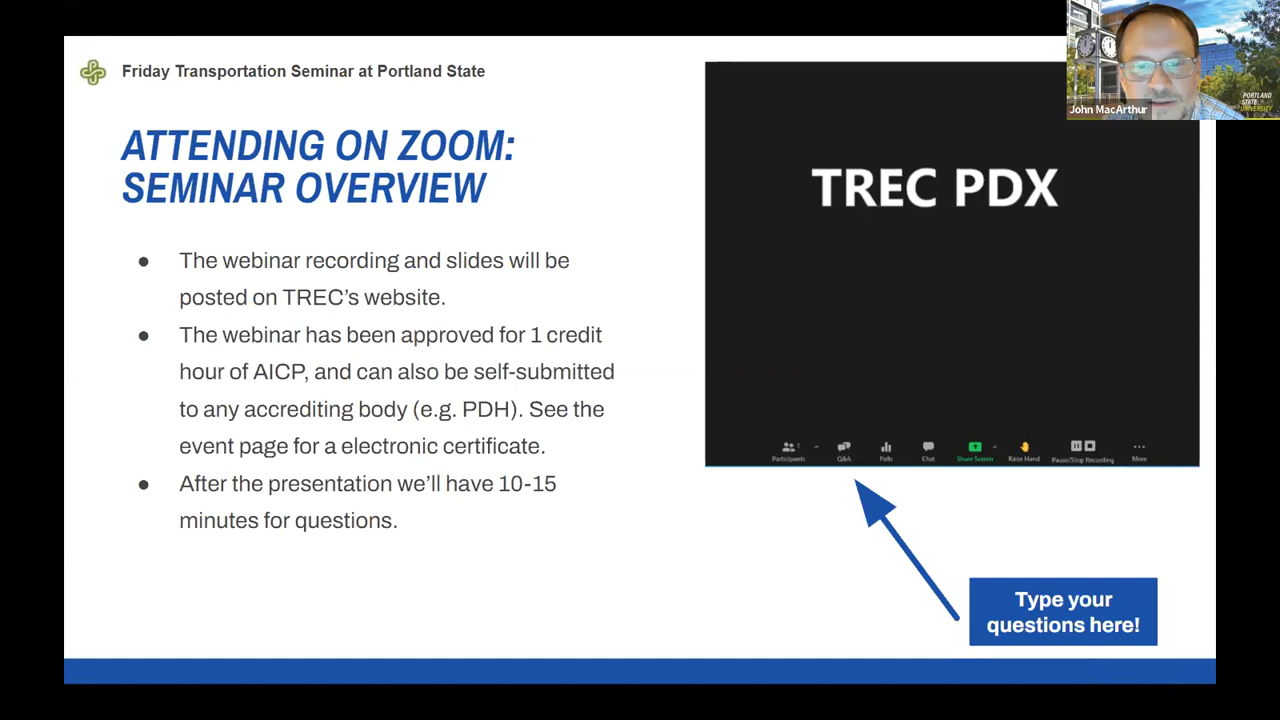 Friday Transportation Seminar at Portland State
ATTENDING ON ZOOM:
SEMINAR OVERVIEW
● The webinar recording and slides will be
posted on TREC’s website.
● The webinar has been approved for 1 credit
hour of AICP, and can also be self-submitted
to any accrediting body (e.g. PDH). See the
event page for a electronic certificate.
● After the presentation we’ll have 10-15
minutes for questions.
TREC PDX
Participants 1 Q&A Polls Chat Share Screen Raise Hand Pause/Stop Recording More
Type your
questions here!
John MacArthur
PORTLAND
STATE
UNIVERSITY